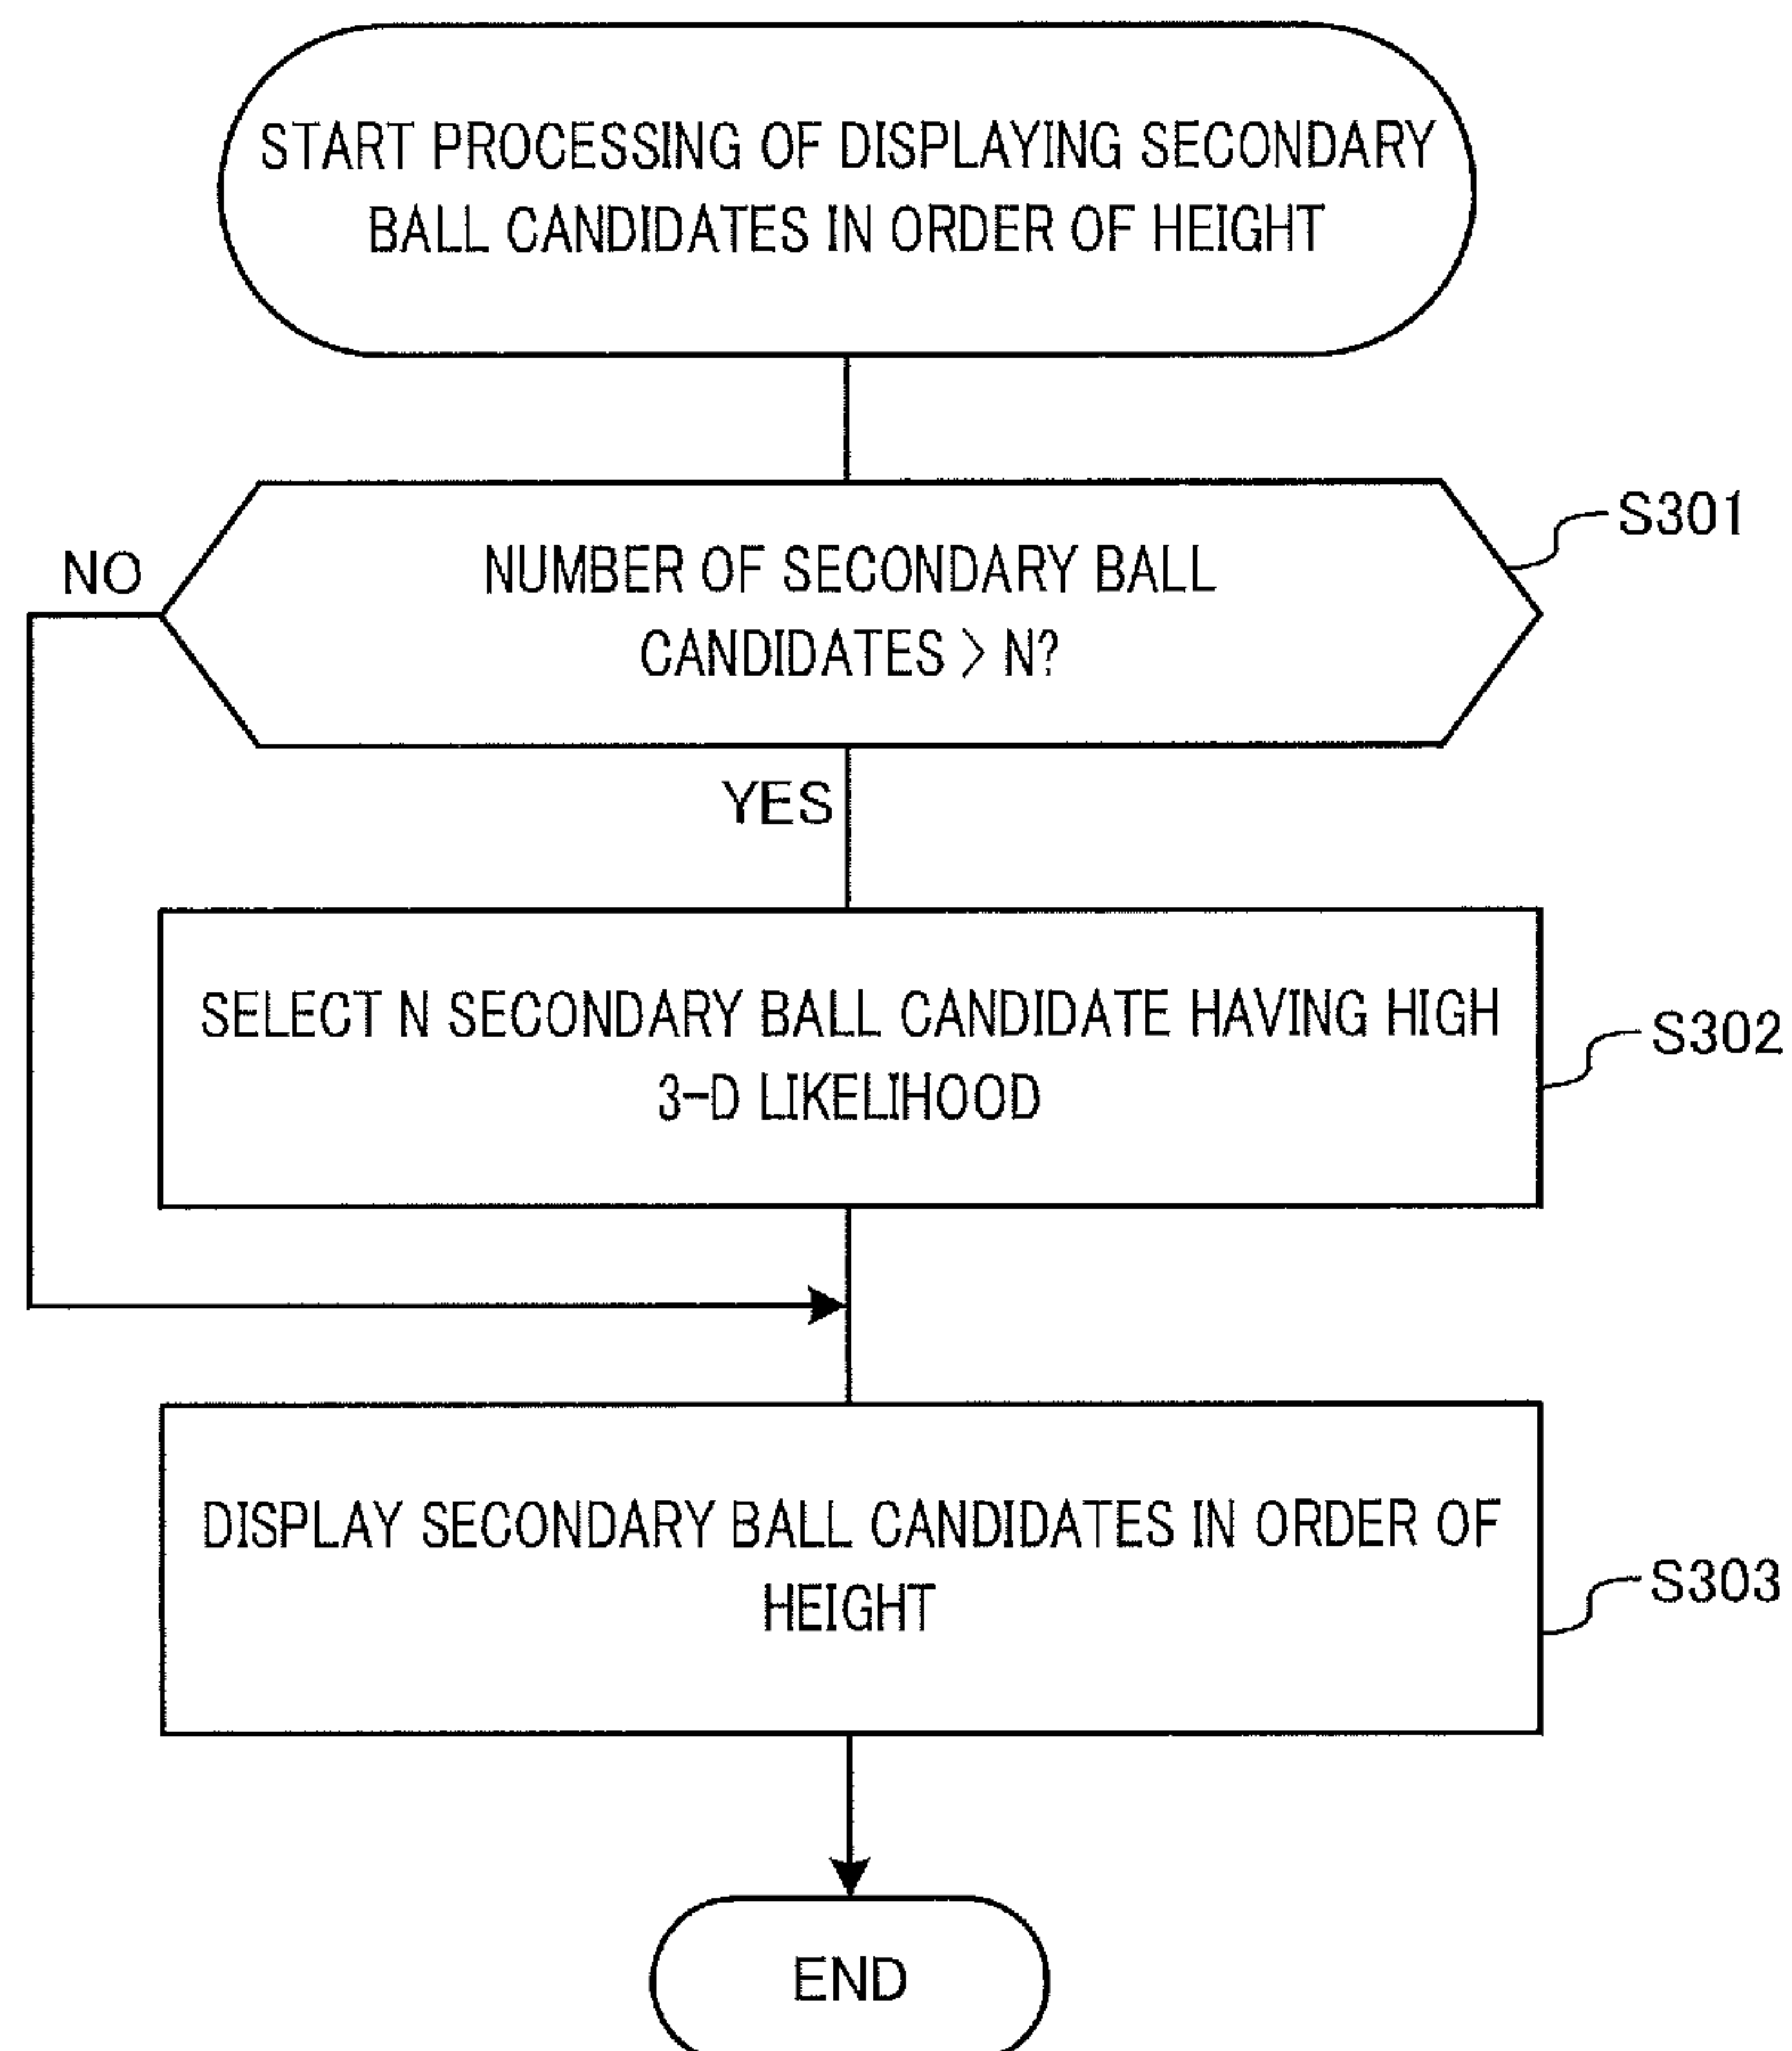 START PROCESSING OF DISPLAYING SECONDARY
BALL CANDIDATES IN ORDER OF HEIGHT
S301
NO
NUMBER OF SECONDARY BALL
CANDIDATES > N?
YES
SELECT N SECONDARY BALL CANDIDATE HAVING HIGH
3-D LIKELIHOOD
S302
DISPLAY SECONDARY BALL CANDIDATES IN ORDER OF
HEIGHT
S303
END